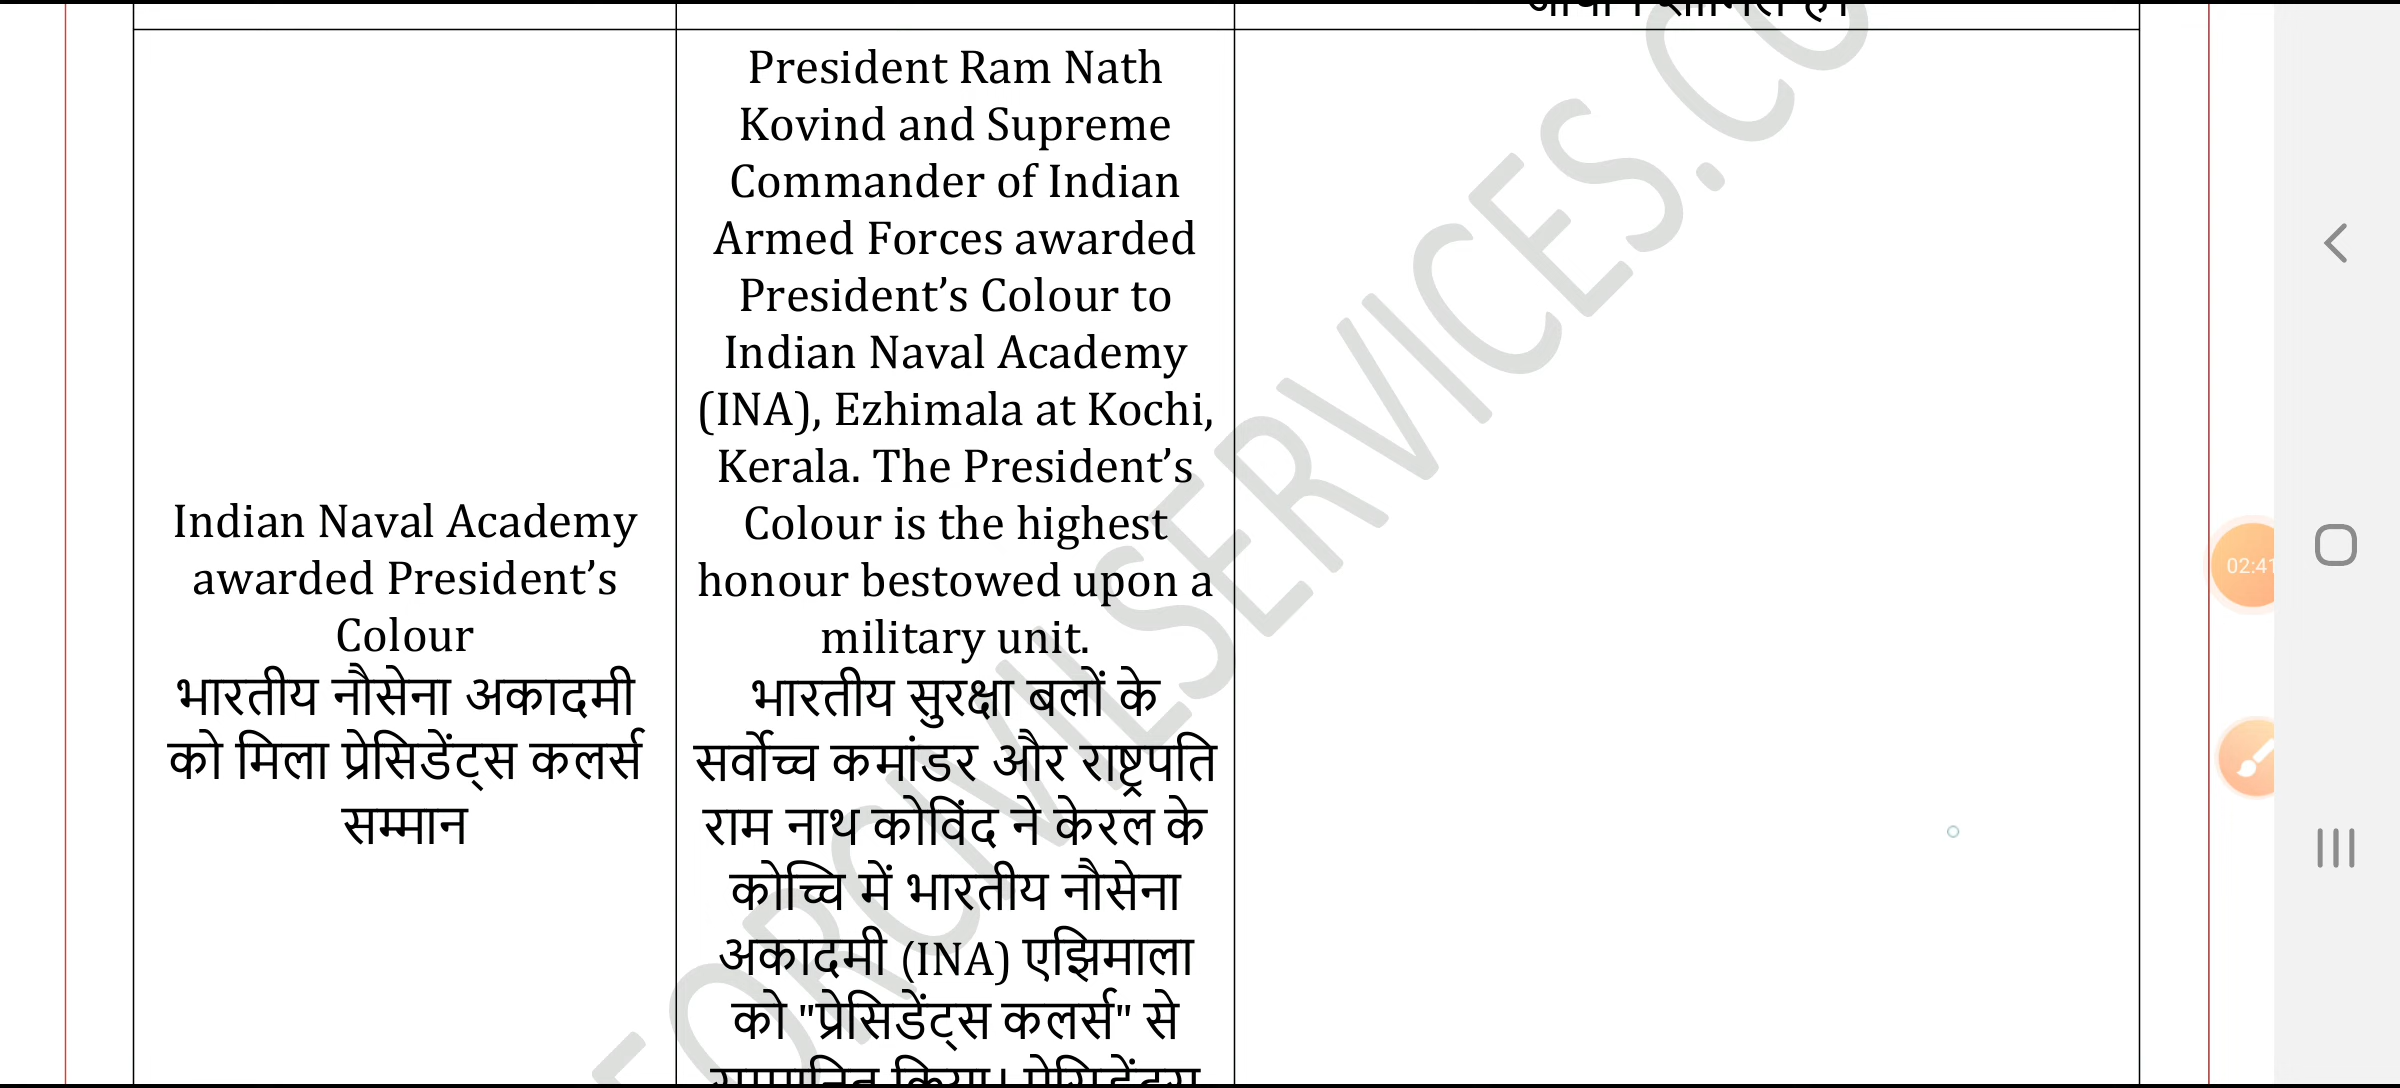 President Ram Nath
Kovind and Supreme
Commander of Indian
Armed Forces awarded
President’s Colour to
Indian Naval Academy
(INA), Ezhimala at Kochi,
Kerala. The President’s
Colour is the highest
honour bestowed upon a
military unit.
भारतीय सुरक्षा बलों के
सर्वोच्च कमांडर और राष्ट्रपति
राम नाथ कोविंद ने केरल के
कोच्चि में भारतीय नौसेना
अकादमी (INA) एझिमाला
को "प्रेसिडेंट्स कलर्स" से
Indian Naval Academy
awarded President’s
Colour
भारतीय नौसेना अकादमी
को मिला प्रेसिडेंट्स कलर्स
सम्मान
FORCIVILSERVICES.CO
02:41